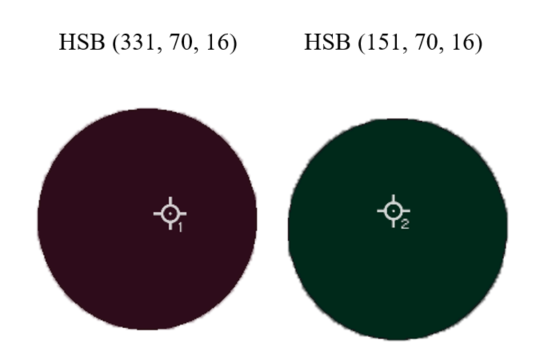 HSB (331, 70, 16) HSB (151, 70, 16)
1 2